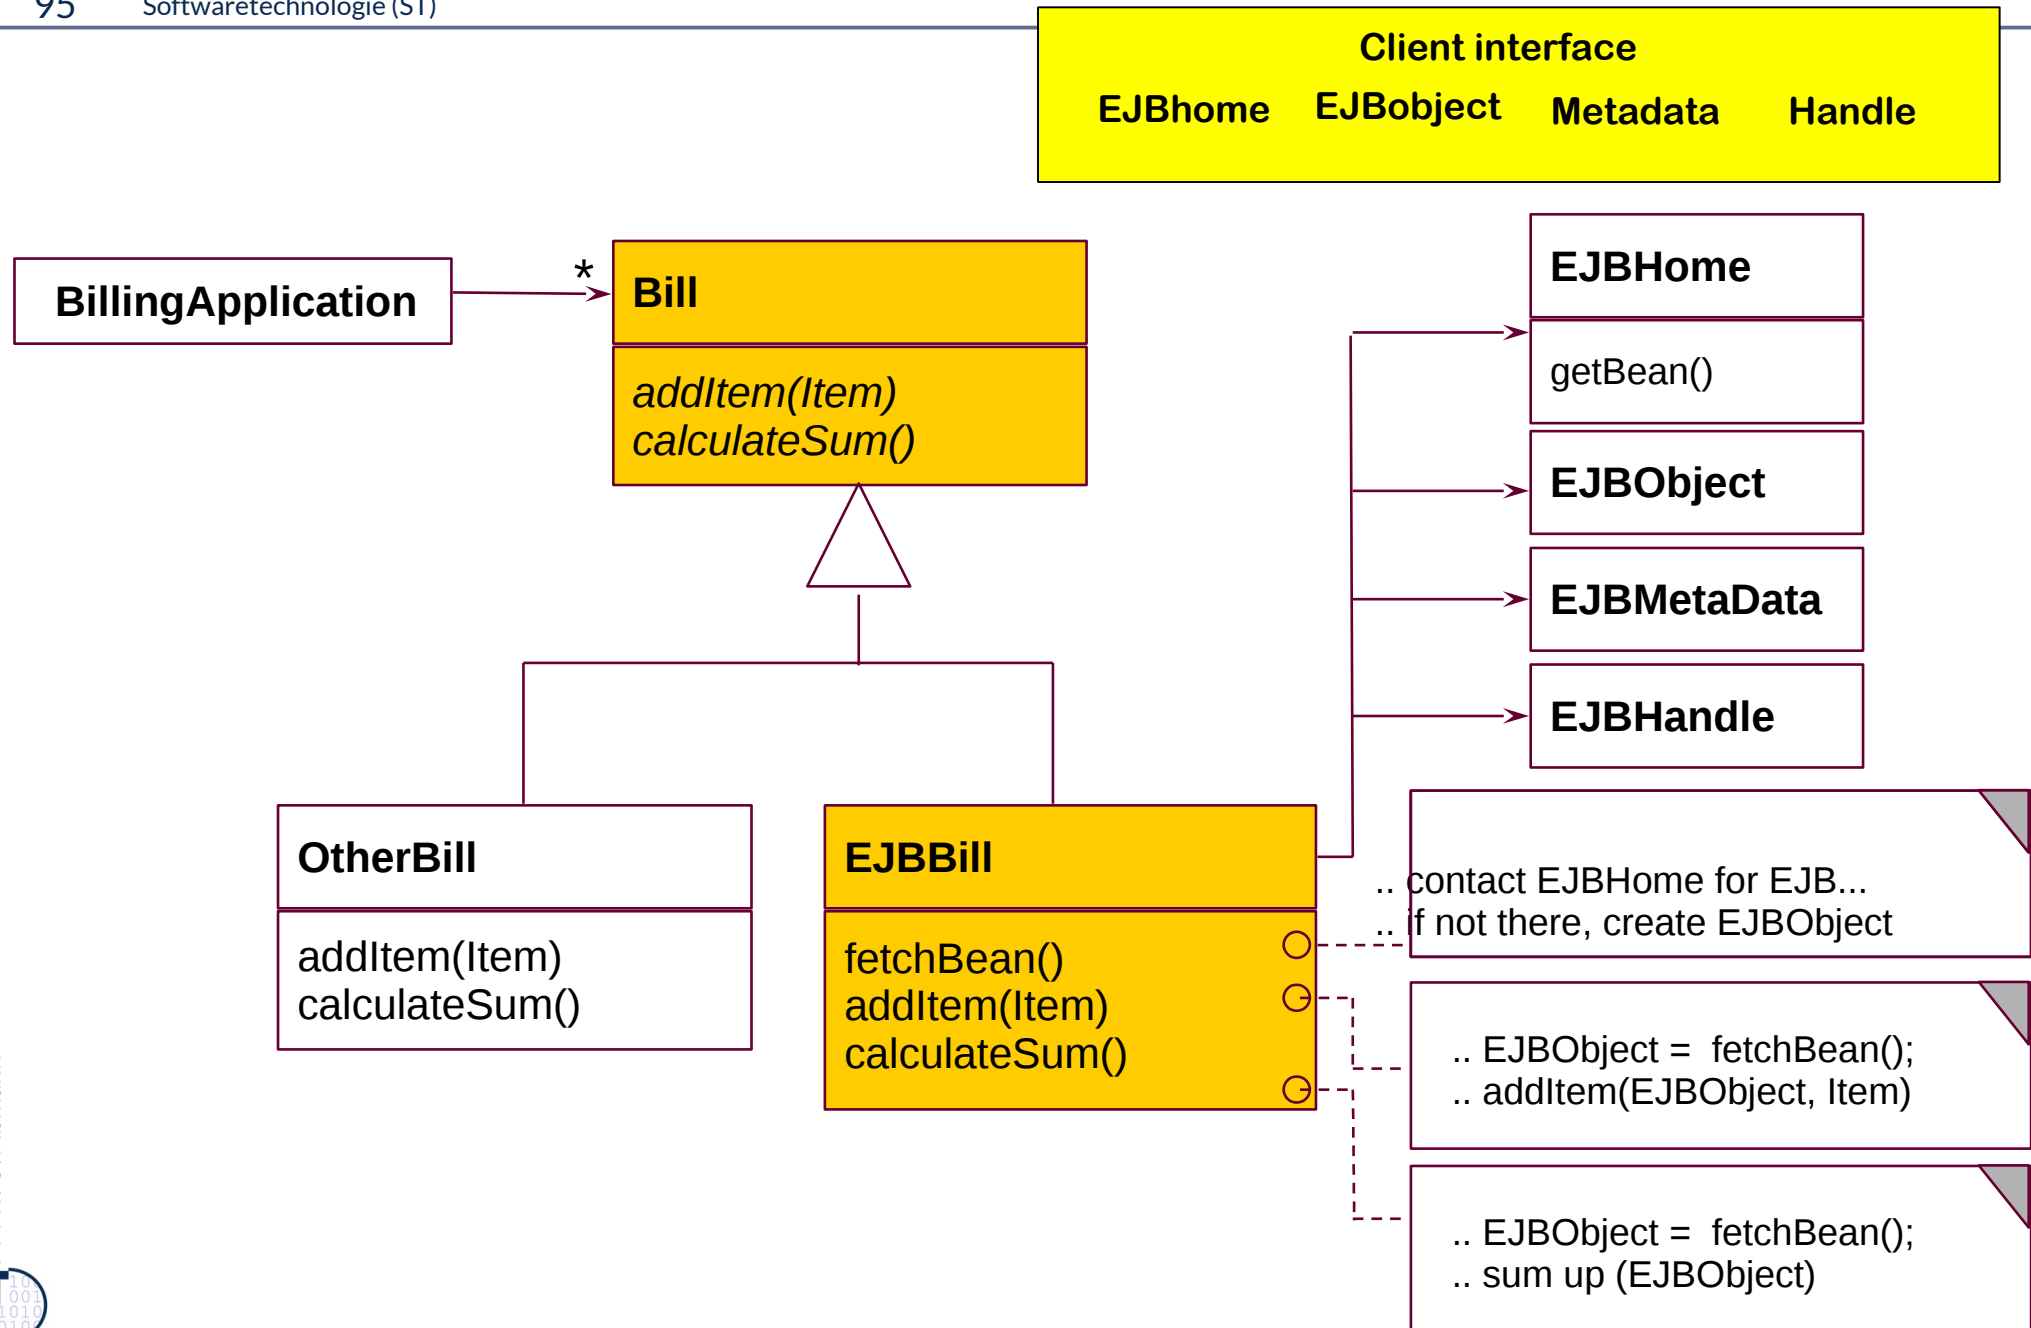 95 Softwaretechnologie (ST)
Client interface
EJBhome EJBobject Metadata Handle
BillingApplication
*
Bill
addItem(Item)
calculateSum()
EJBHome
getBean()
EJBObject
EJBMetaData
EJBHandle
OtherBill
addItem(Item)
calculateSum()
EJBBill
fetchBean()
addItem(Item)
calculateSum()
.. contact EJBHome for EJB...
.. if not there, create EJBObject
.. EJBObject = fetchBean();
.. addItem(EJBObject, Item)
.. EJBObject = fetchBean();
.. sum up (EJBObject)